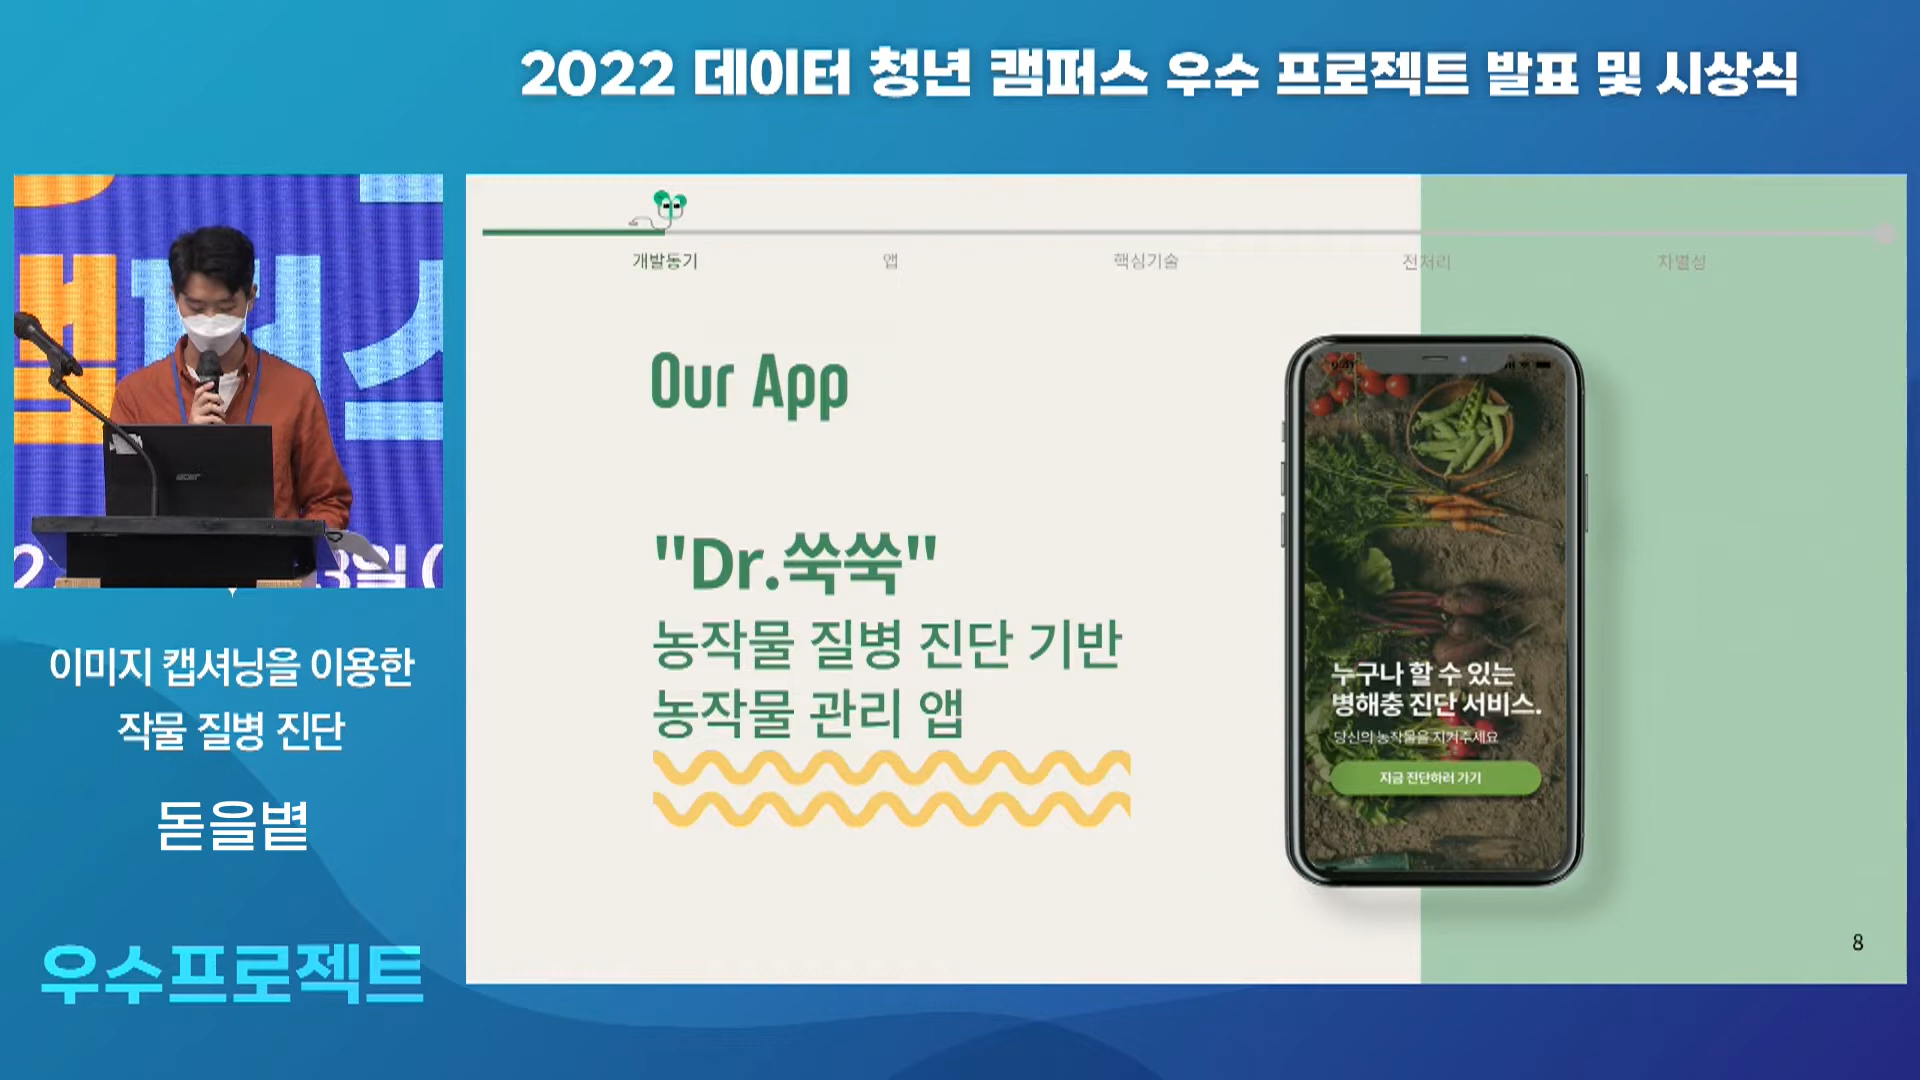 2022 데이터 청년 캠퍼스 우수 프로젝트 발표 및 시상식
개발동기
앱
핵심기술
전처리
차별성
Our App
"Dr.쑥쑥"
농작물 질병 진단 기반
농작물 관리 앱
누구나 할 수 있는
병해충 진단 서비스.
당신의 농작물을 지켜주세요
지금 진단하러 가기
8
acer
3일 (
이미지 캡셔닝을 이용한
작물 질병 진단
돋을볕
우수프로젝트